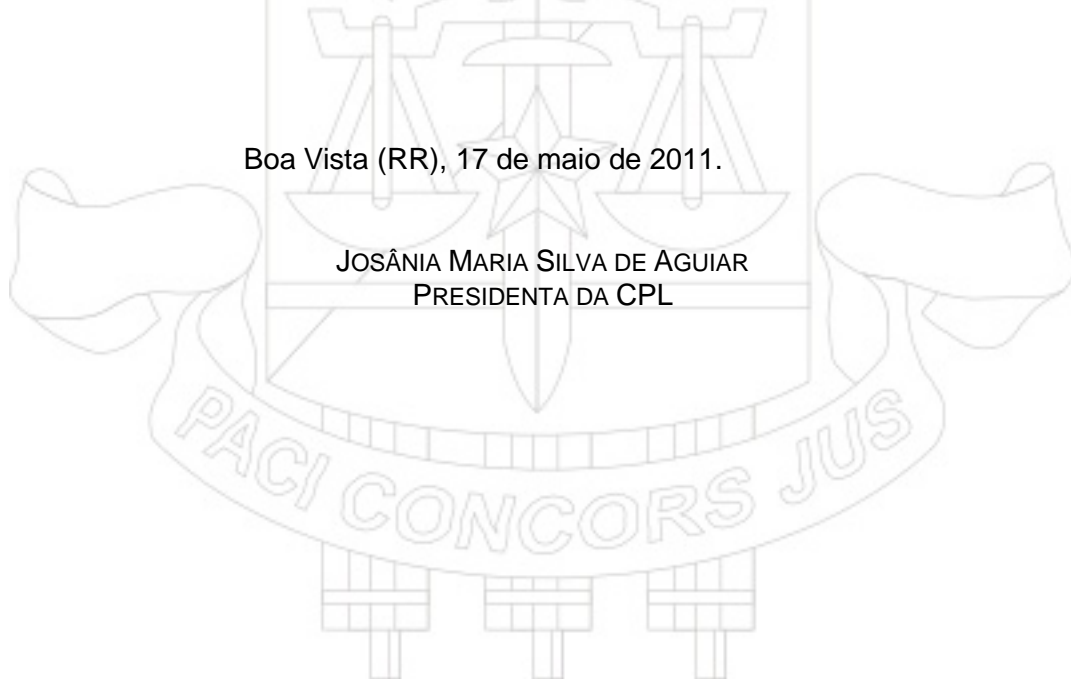 Boa Vista (RR), 17 de maio de 2011.
JOSÂNIA MARIA SILVA DE AGUIAR
PRESIDENTA DA CPL
PACI CONCORS JUS